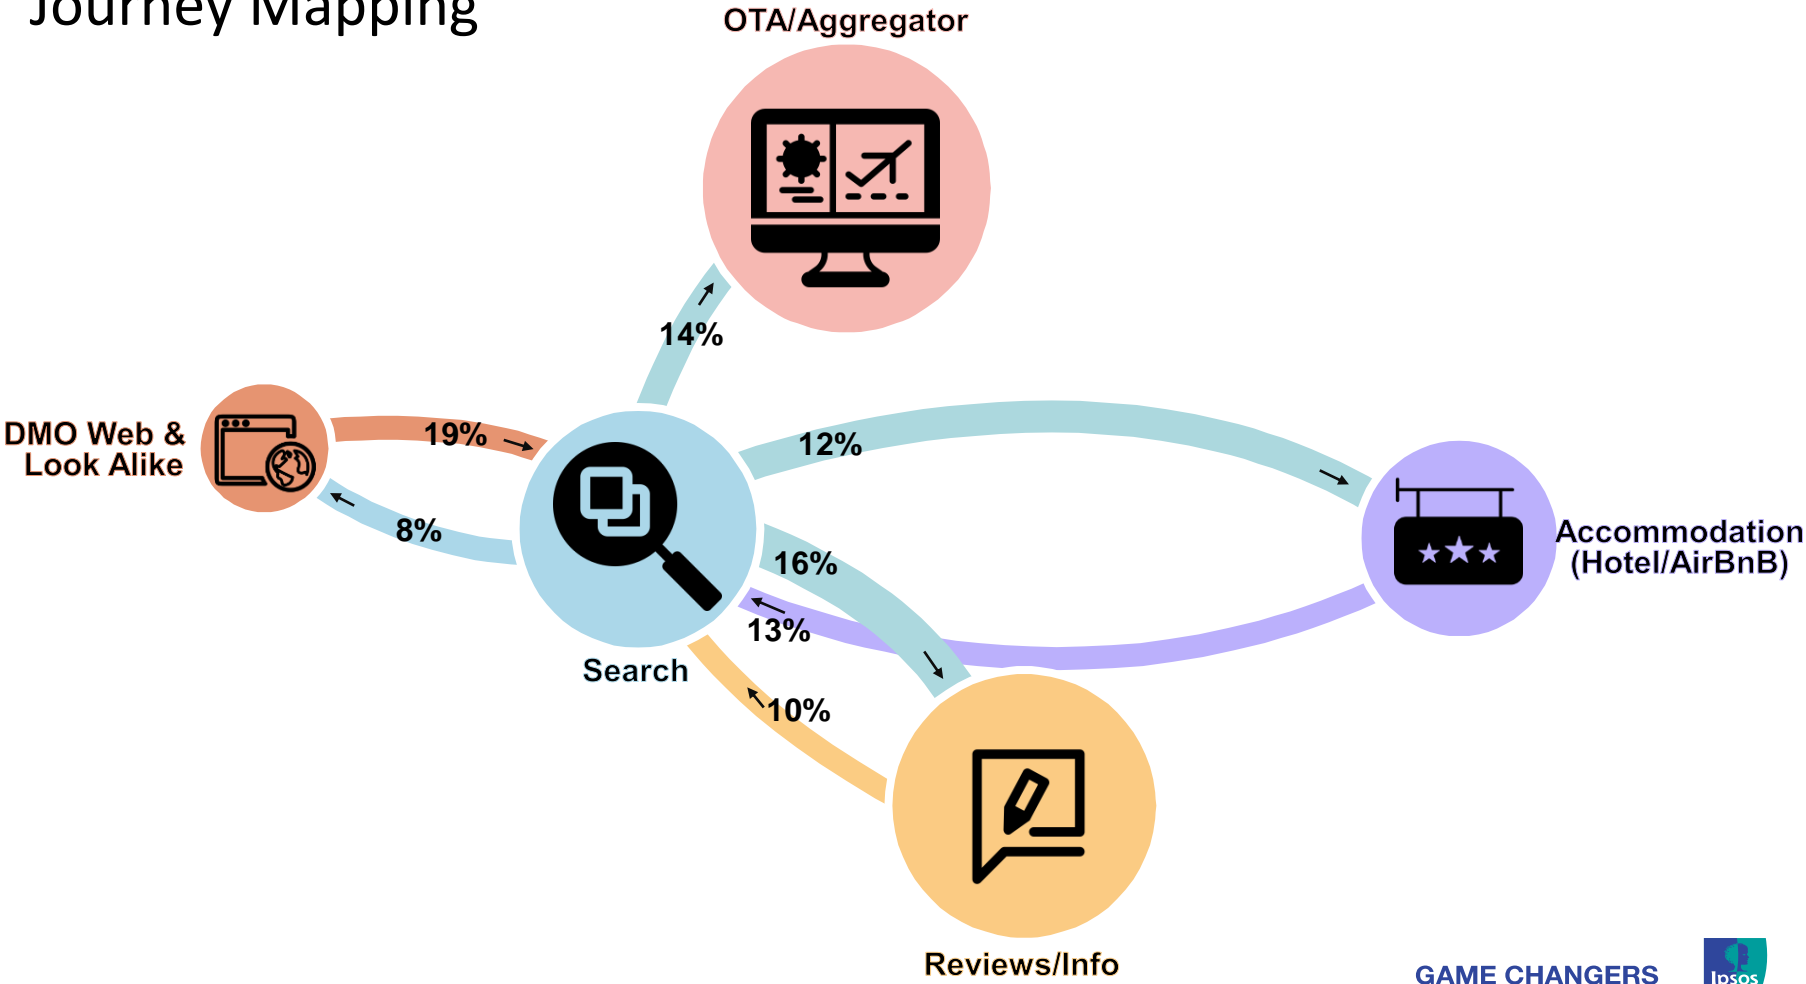 Journey Mapping
OTA/Aggregator
14%
DMO Web &
Look Alike
19%
8%
12%
16%
13%
10%
Search
Accommodation
(Hotel/AirBnB)
Reviews/Info
GAME CHANGERS
Ipsos